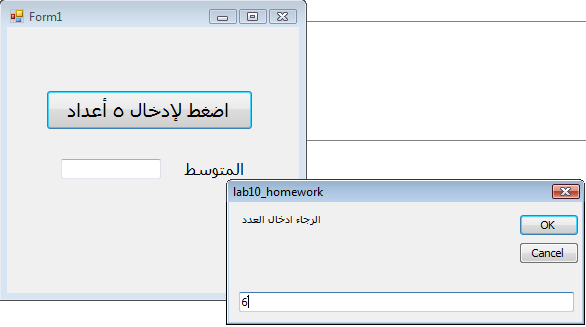 Form1
اضغط لإدخال ٥ أعداد
المتوسط
lab10_homework
الرجاء ادخال العدد
OK
Cancel
6